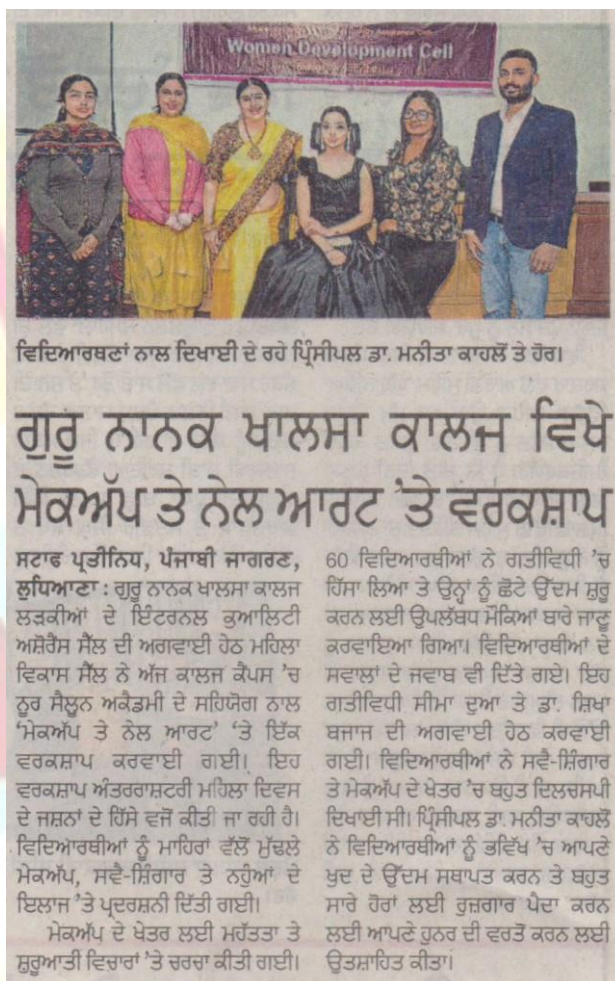 Women Development Cell
ਵਿਦਿਆਰਥਣਾਂ ਨਾਲ ਦਿਖਾਈ ਦੇ ਰਹੇ ਪ੍ਰਿੰਸੀਪਲ ਡਾ. ਮਨੀਤਾ ਕਾਹਲੋਂ ਤੇ ਹੋਰ।
ਗੁਰੂ ਨਾਨਕ ਖਾਲਸਾ ਕਾਲਜ ਵਿਖੇ
ਮੇਕਅੱਪ ਤੇ ਨੇਲ ਆਰਟ ’ਤੇ ਵਰਕਸ਼ਾਪ
ਸਟਾਫ ਪ੍ਰਤੀਨਿਧ, ਪੰਜਾਬੀ ਜਾਗਰਣ,
ਲੁਧਿਆਣਾ : ਗੁਰੂ ਨਾਨਕ ਖਾਲਸਾ ਕਾਲਜ
ਲੜਕੀਆਂ ਦੇ ਇੰਟਰਨਲ ਕੁਆਲਿਟੀ
ਅਸ਼ੋਰੈਂਸ ਸੈੱਲ ਦੀ ਅਗਵਾਈ ਹੇਠ ਮਹਿਲਾ
ਵਿਕਾਸ ਸੈੱਲ ਨੇ ਅੱਜ ਕਾਲਜ ਕੈਂਪਸ ’ਚ
ਨੂਰ ਸੈਲੂਨ ਅਕੈਡਮੀ ਦੇ ਸਹਿਯੋਗ ਨਾਲ
‘ਮੇਕਅੱਪ ਤੇ ਨੇਲ ਆਰਟ’ ‘ਤੇ ਇੱਕ
ਵਰਕਸ਼ਾਪ ਕਰਵਾਈ ਗਈ। ਇਹ
ਵਰਕਸ਼ਾਪ ਅੰਤਰਰਾਸ਼ਟਰੀ ਮਹਿਲਾ ਦਿਵਸ
ਦੇ ਜਸ਼ਨਾਂ ਦੇ ਹਿੱਸੇ ਵਜੋਂ ਕੀਤੀ ਜਾ ਰਹੀ ਹੈ।
ਵਿਦਿਆਰਥੀਆਂ ਨੂੰ ਮਾਹਿਰਾਂ ਵੱਲੋਂ ਮੁੱਢਲੇ
ਮੇਕਅੱਪ, ਸਵੈ-ਸ਼ਿੰਗਾਰ ਤੇ ਨਹੁੰਆਂ ਦੇ
ਇਲਾਜ ’ਤੇ ਪ੍ਰਦਰਸ਼ਨੀ ਦਿੱਤੀ ਗਈ।
ਮੇਕਅੱਪ ਦੇ ਖੇਤਰ ਲਈ ਮਹੱਤਤਾ ਤੇ
ਸ਼ੁਰੂਆਤੀ ਵਿਚਾਰਾਂ ’ਤੇ ਚਰਚਾ ਕੀਤੀ ਗਈ।
60 ਵਿਦਿਆਰਥੀਆਂ ਨੇ ਗਤੀਵਿਧੀ ’ਚ
ਹਿੱਸਾ ਲਿਆ ਤੇ ਉਨ੍ਹਾਂ ਨੂੰ ਛੋਟੇ ਉੱਦਮ ਸ਼ੁਰੂ
ਕਰਨ ਲਈ ਉਪਲੱਬਧ ਮੌਕਿਆਂ ਬਾਰੇ ਜਾਣੂ
ਕਰਵਾਇਆ ਗਿਆ। ਵਿਦਿਆਰਥੀਆਂ ਦੇ
ਸਵਾਲਾਂ ਦੇ ਜਵਾਬ ਵੀ ਦਿੱਤੇ ਗਏ। ਇਹ
ਗਤੀਵਿਧੀ ਸੀਮਾ ਦੁਆ ਤੇ ਡਾ. ਸ਼ਿਖਾ
ਬਜਾਜ ਦੀ ਅਗਵਾਈ ਹੇਠ ਕਰਵਾਈ
ਗਈ। ਵਿਦਿਆਰਥੀਆਂ ਨੇ ਸਵੈ-ਸ਼ਿੰਗਾਰ
ਤੇ ਮੇਕਅੱਪ ਦੇ ਖੇਤਰ ’ਚ ਬਹੁਤ ਦਿਲਚਸਪੀ
ਦਿਖਾਈ ਸੀ। ਪ੍ਰਿੰਸੀਪਲ ਡਾ. ਮਨੀਤਾ ਕਾਹਲੋਂ
ਨੇ ਵਿਦਿਆਰਥੀਆਂ ਨੂੰ ਭਵਿੱਖ ’ਚ ਆਪਣੇ
ਖੁਦ ਦੇ ਉੱਦਮ ਸਥਾਪਤ ਕਰਨ ਤੇ ਬਹੁਤ
ਸਾਰੇ ਹੋਰਾਂ ਲਈ ਰੁਜ਼ਗਾਰ ਪੈਦਾ ਕਰਨ
ਲਈ ਆਪਣੇ ਹੁਨਰ ਦੀ ਵਰਤੋਂ ਕਰਨ ਲਈ
ਉਤਸ਼ਾਹਿਤ ਕੀਤਾ।